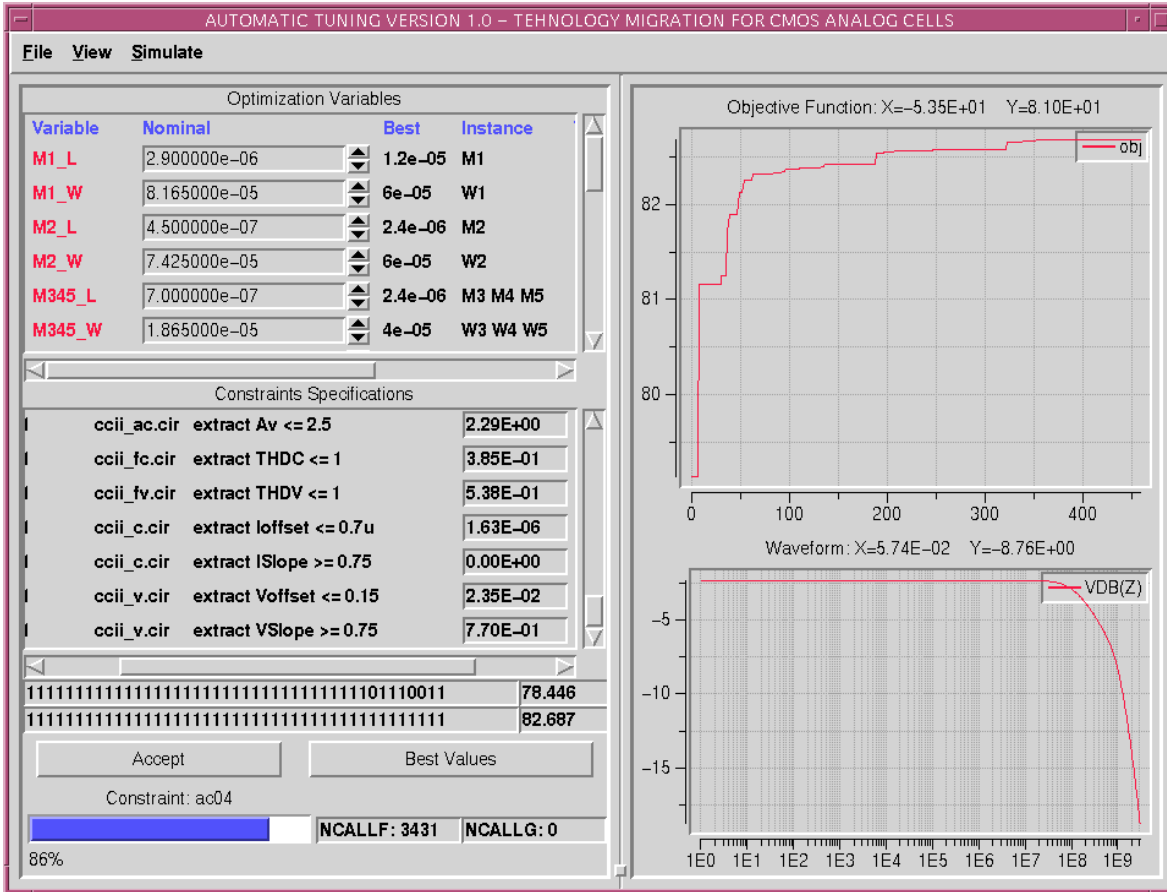 AUTOMATIC TUNING VERSION 1.0 – TEHNOLOGY MIGRATION FOR CMOS ANALOG CELLS
File View Simulate
Optimization Variables
Variable Nominal Best Instance
M1_L 2.900000e–06 1.2e–05 M1
M1_W 8.165000e–05 6e–05 W1
M2_L 4.500000e–07 2.4e–06 M2
M2_W 7.425000e–05 6e–05 W2
M345_L 7.000000e–07 2.4e–06 M3 M4 M5
M345_W 1.865000e–05 4e–05 W3 W4 W5
Constraints Specifications
ccii_ac.cir extract Av <= 2.5 2.29E+00
ccii_fc.cir extract THDC <= 1 3.85E–01
ccii_fv.cir extract THDV <= 1 5.38E–01
ccii_c.cir extract Ioffset <= 0.7u 1.63E–06
ccii_c.cir extract ISlope >= 0.75 0.00E+00
ccii_v.cir extract Voffset <= 0.15 2.35E–02
ccii_v.cir extract VSlope >= 0.75 7.70E–01
78.446
82.687
Accept Best Values
Constraint: ac04
NCALLF: 3431 NCALLG: 0
86%
Objective Function: X=–5.35E+01 Y=8.10E+01
obj
82
81
80
0 100 200 300 400
Waveform: X=5.74E–02 Y=–8.76E+00
VDB(Z)
–5
–10
–15
1E0 1E1 1E2 1E3 1E4 1E5 1E6 1E7 1E8 1E9